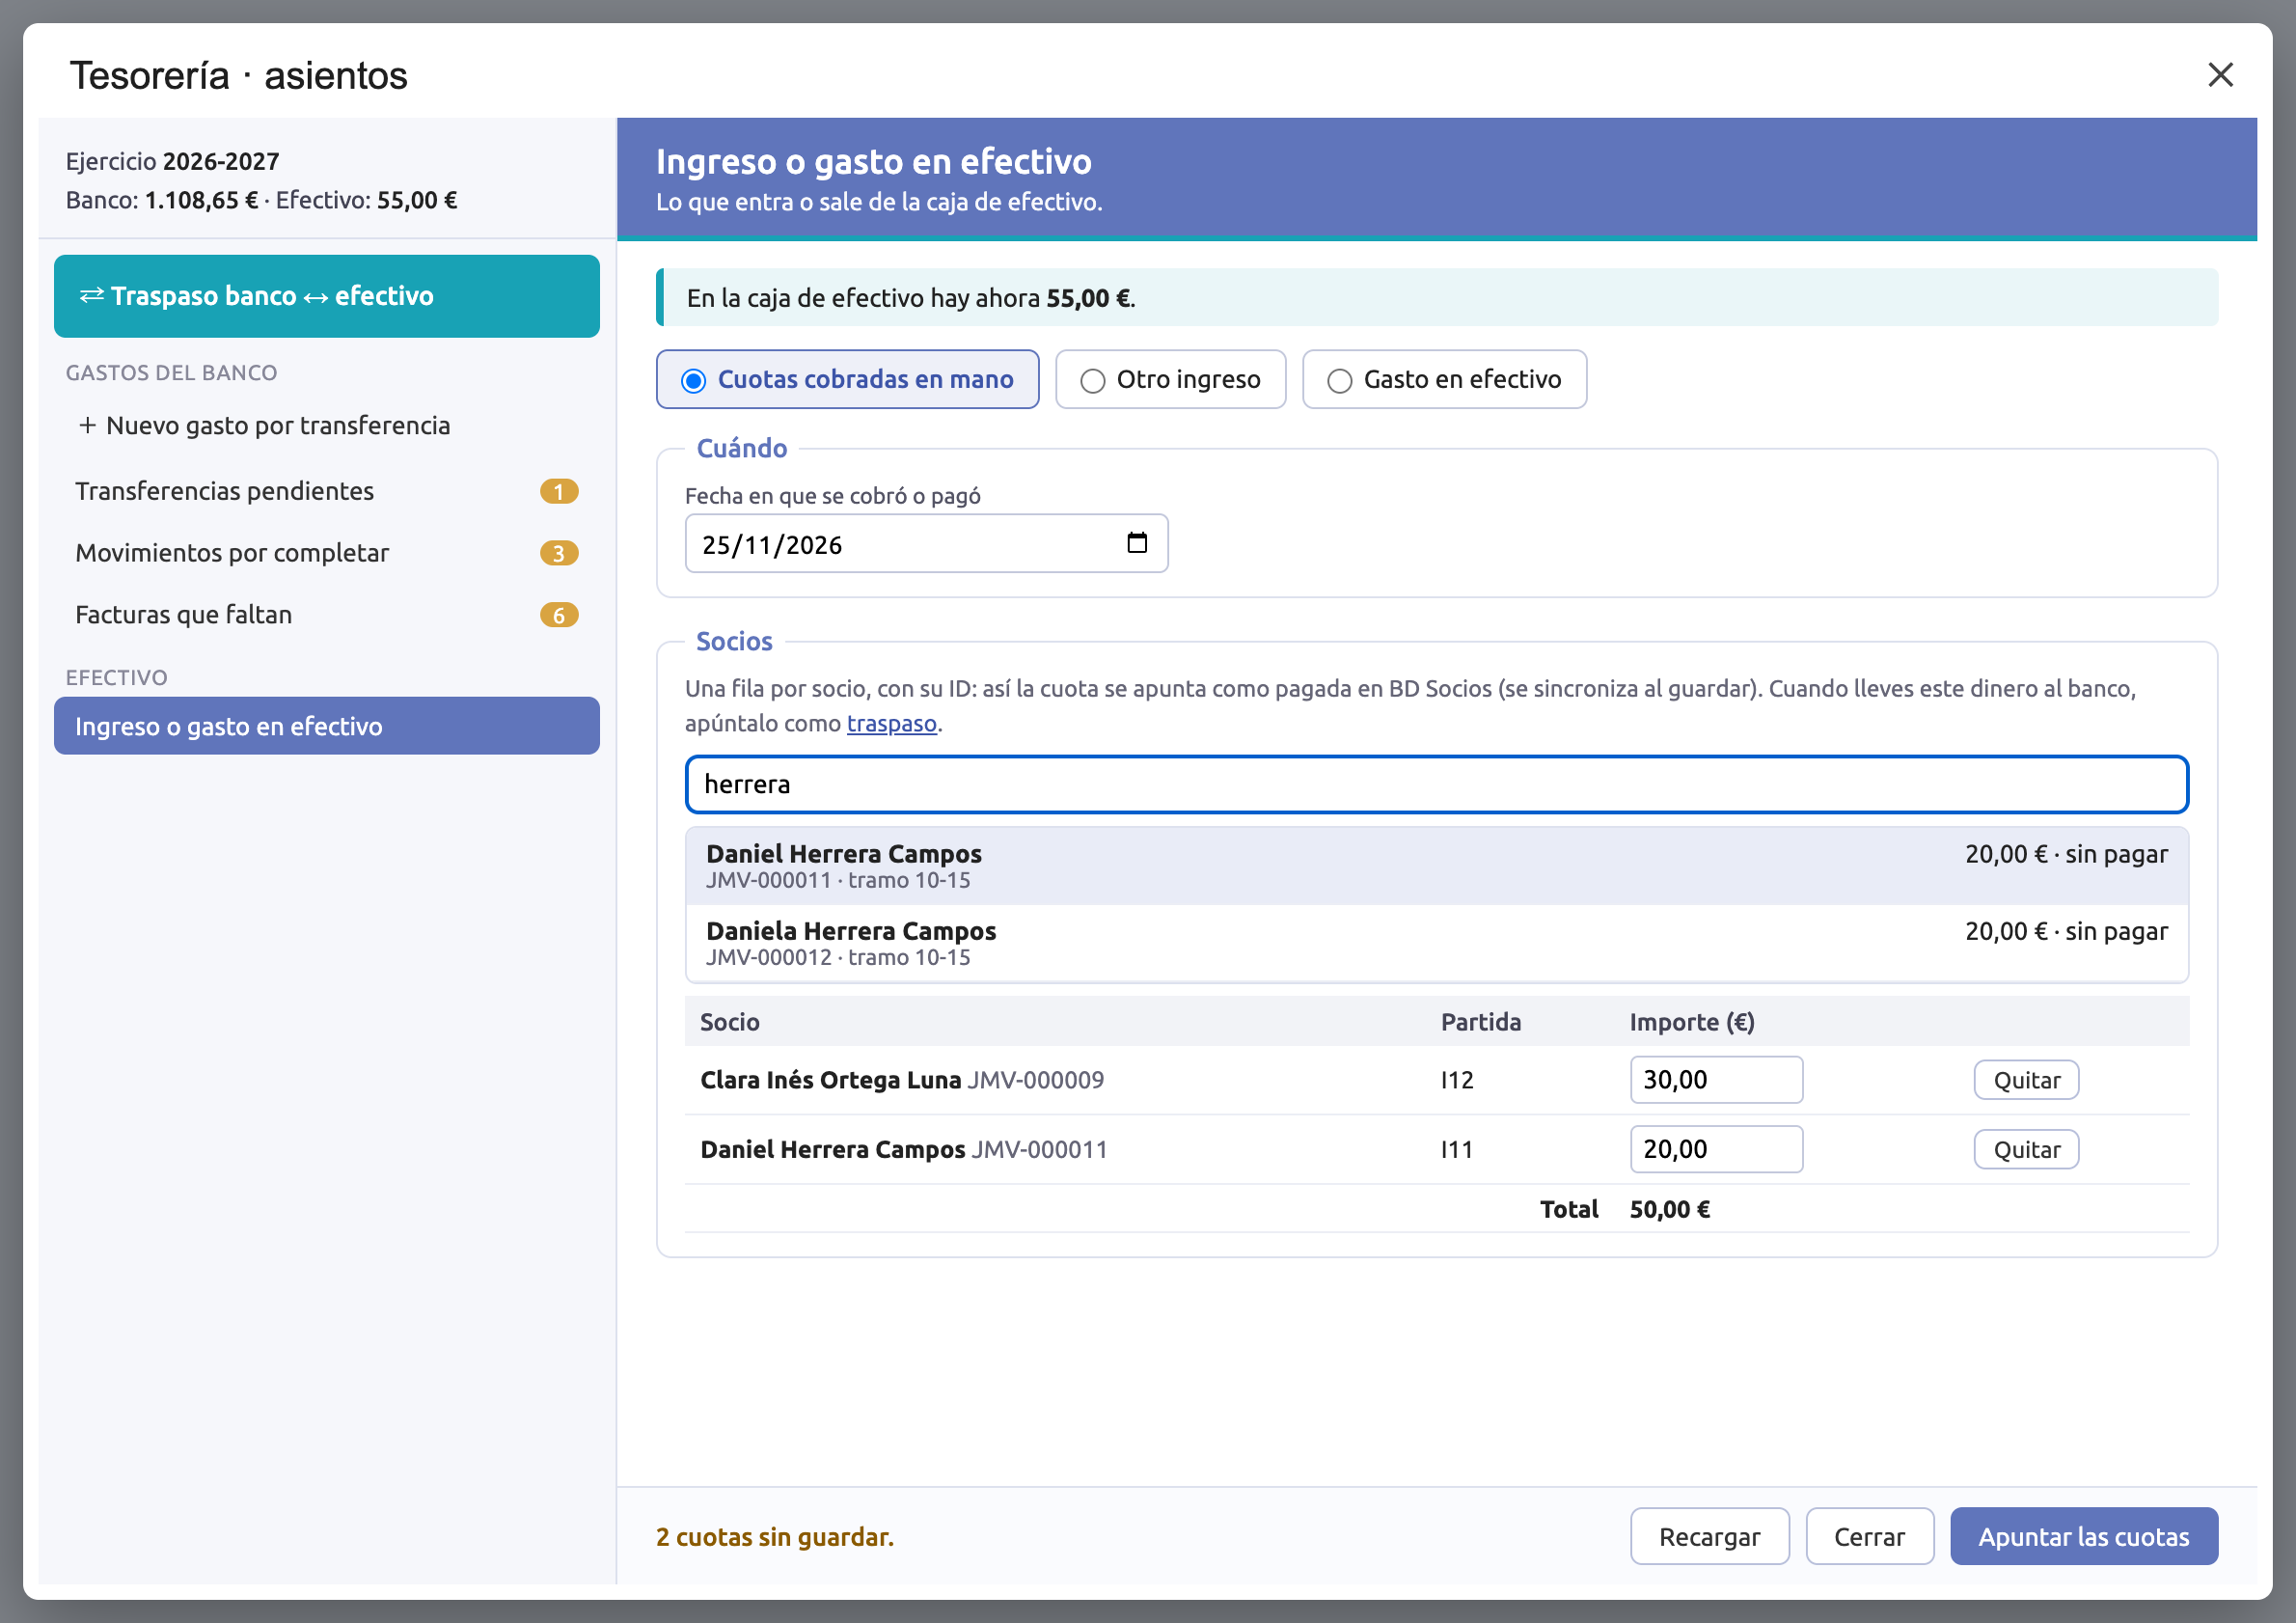 Tesorería · asientos
Ejercicio 2026-2027
Banco: 1.108,65 € · Efectivo: 55,00 €
⇄ Traspaso banco ↔ efectivo
GASTOS DEL BANCO
+ Nuevo gasto por transferencia
Transferencias pendientes 1
Movimientos por completar 3
Facturas que faltan 6
EFECTIVO
Ingreso o gasto en efectivo
Ingreso o gasto en efectivo
Lo que entra o sale de la caja de efectivo.
En la caja de efectivo hay ahora 55,00 €.
Cuotas cobradas en mano Otro ingreso Gasto en efectivo
Cuándo
Fecha en que se cobró o pagó
25/11/2026
Socios
Una fila por socio, con su ID: así la cuota se apunta como pagada en BD Socios (se sincroniza al guardar). Cuando lleves este dinero al banco,
apúntalo como traspaso.
herrera
Daniel Herrera Campos 20,00 € · sin pagar
JMV-000011 · tramo 10-15
Daniela Herrera Campos 20,00 € · sin pagar
JMV-000012 · tramo 10-15
Socio Partida Importe (€)
Clara Inés Ortega Luna JMV-000009 I12 30,00 Quitar
Daniel Herrera Campos JMV-000011 I11 20,00 Quitar
Total 50,00 €
2 cuotas sin guardar. Recargar Cerrar Apuntar las cuotas